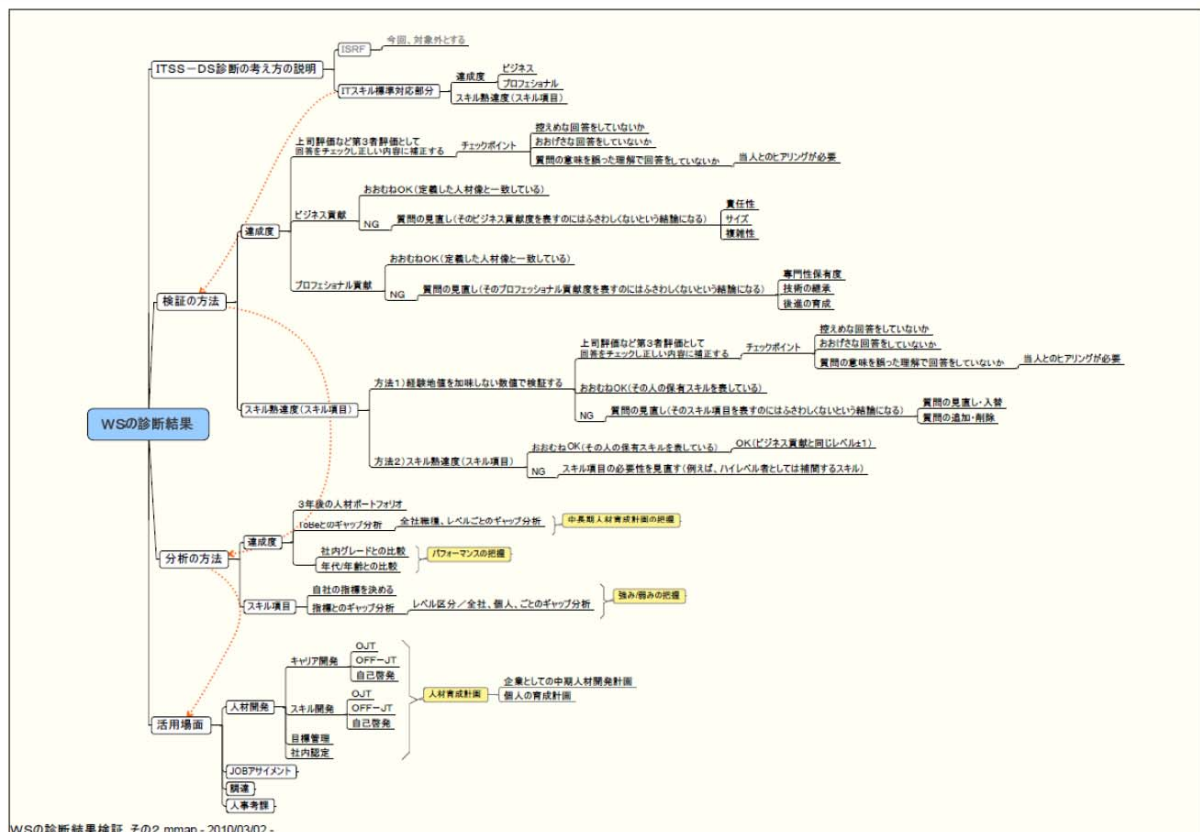 ITSS-DS診断の考え方の説明
ISRF
今回、対象外とする
ITスキル標準対応部分
達成度
ビジネス
プロフェショナル
スキル熟達度(スキル項目)
検証の方法
達成度
上司評価など第3者評価として
回答をチェックし正しい内容に補正する
チェックポイント
控えめな回答をしていないか
おおげさな回答をしていないか
質問の意味を誤った理解で回答をしていないか
当人とのヒアリングが必要
ビジネス貢献
おおむねOK(定義した人材像と一致している)
NG
質問の見直し(そのビジネス貢献度を表すのにはふさわしくないという結論になる)
責任性
サイズ
複雑性
プロフェショナル貢献
おおむねOK(定義した人材像と一致している)
NG
質問の見直し(そのプロフェッショナル貢献度を表すのにはふさわしくないという結論になる)
専門性保有度
技術の継承
後進の育成
スキル熟達度(スキル項目)
方法1)経験地値を加味しない数値で検証する
上司評価など第3者評価として
回答をチェックし正しい内容に補正する
チェックポイント
控えめな回答をしていないか
おおげさな回答をしていないか
質問の意味を誤った理解で回答をしていないか
当人とのヒアリングが必要
おおむねOK(その人の保有スキルを表している)
NG
質問の見直し(そのスキル項目を表すのにはふさわしくないという結論になる)
質問の見直し・入替
質問の追加・削除
方法2)スキル熟達度(スキル項目)
おおむねOK(その人の保有スキルを表している)
OK(ビジネス貢献と同じレベル±1)
NG
スキル項目の必要性を見直す(例えば、ハイレベル者としては補間するスキル)
WSの診断結果
分析の方法
達成度
3年後の人材ポートフォリオ
ToBeとのギャップ分析
全社職種、レベルごとのギャップ分析
中長期人材育成計画の把握
社内グレードとの比較
年代/年齢との比較
パフォーマンスの把握
スキル項目
自社の指標を決める
指標とのギャップ分析
レベル区分/全社、個人、ごとのギャップ分析
強み/弱みの把握
活用場面
人材開発
キャリア開発
OJT
OFF-JT
自己啓発
スキル開発
OJT
OFF-JT
自己啓発
目標管理
社内認定
人材育成計画
企業としての中期人材開発計画
個人の育成計画
JOBアサイメント
調達
人事考課
WSの診断結果検証_その2.mmap - 2010/03/02 -